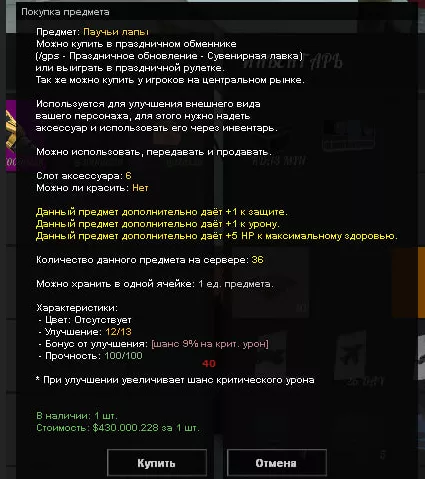 Покупка предмета
Предмет: Паучьи лапы
Можно купить в праздничном обменнике
(/gps - Праздничное обновление - Сувенирная лавка)
или выиграть в праздничной рулетке.
Так же можно купить у игроков на центральном рынке.
Используется для улучшения внешнего вида
вашего персонажа, для этого нужно надеть
аксессуар и использовать его через инвентарь.
Можно использовать, передавать и продавать.
Слот аксессуара: 6
Можно ли красить: Нет
Данный предмет дополнительно даёт +1 к защите.
Данный предмет дополнительно даёт +1 к урону.
Данный предмет дополнительно даёт +5 HP к максимальному здоровью.
Количество данного предмета на сервере: 36
Можно хранить в одной ячейке: 1 ед. предмета.
Характеристики:
- Цвет: Отсутствует
- Улучшение: 12/13
- Бонус от улучшения: [шанс 9% на крит. урон]
- Прочность: 100/100
40
* При улучшении увеличивает шанс критического урона
В наличии: 1 шт.
Стоимость: $430.000.228 за 1 шт.
Купить
Отмена